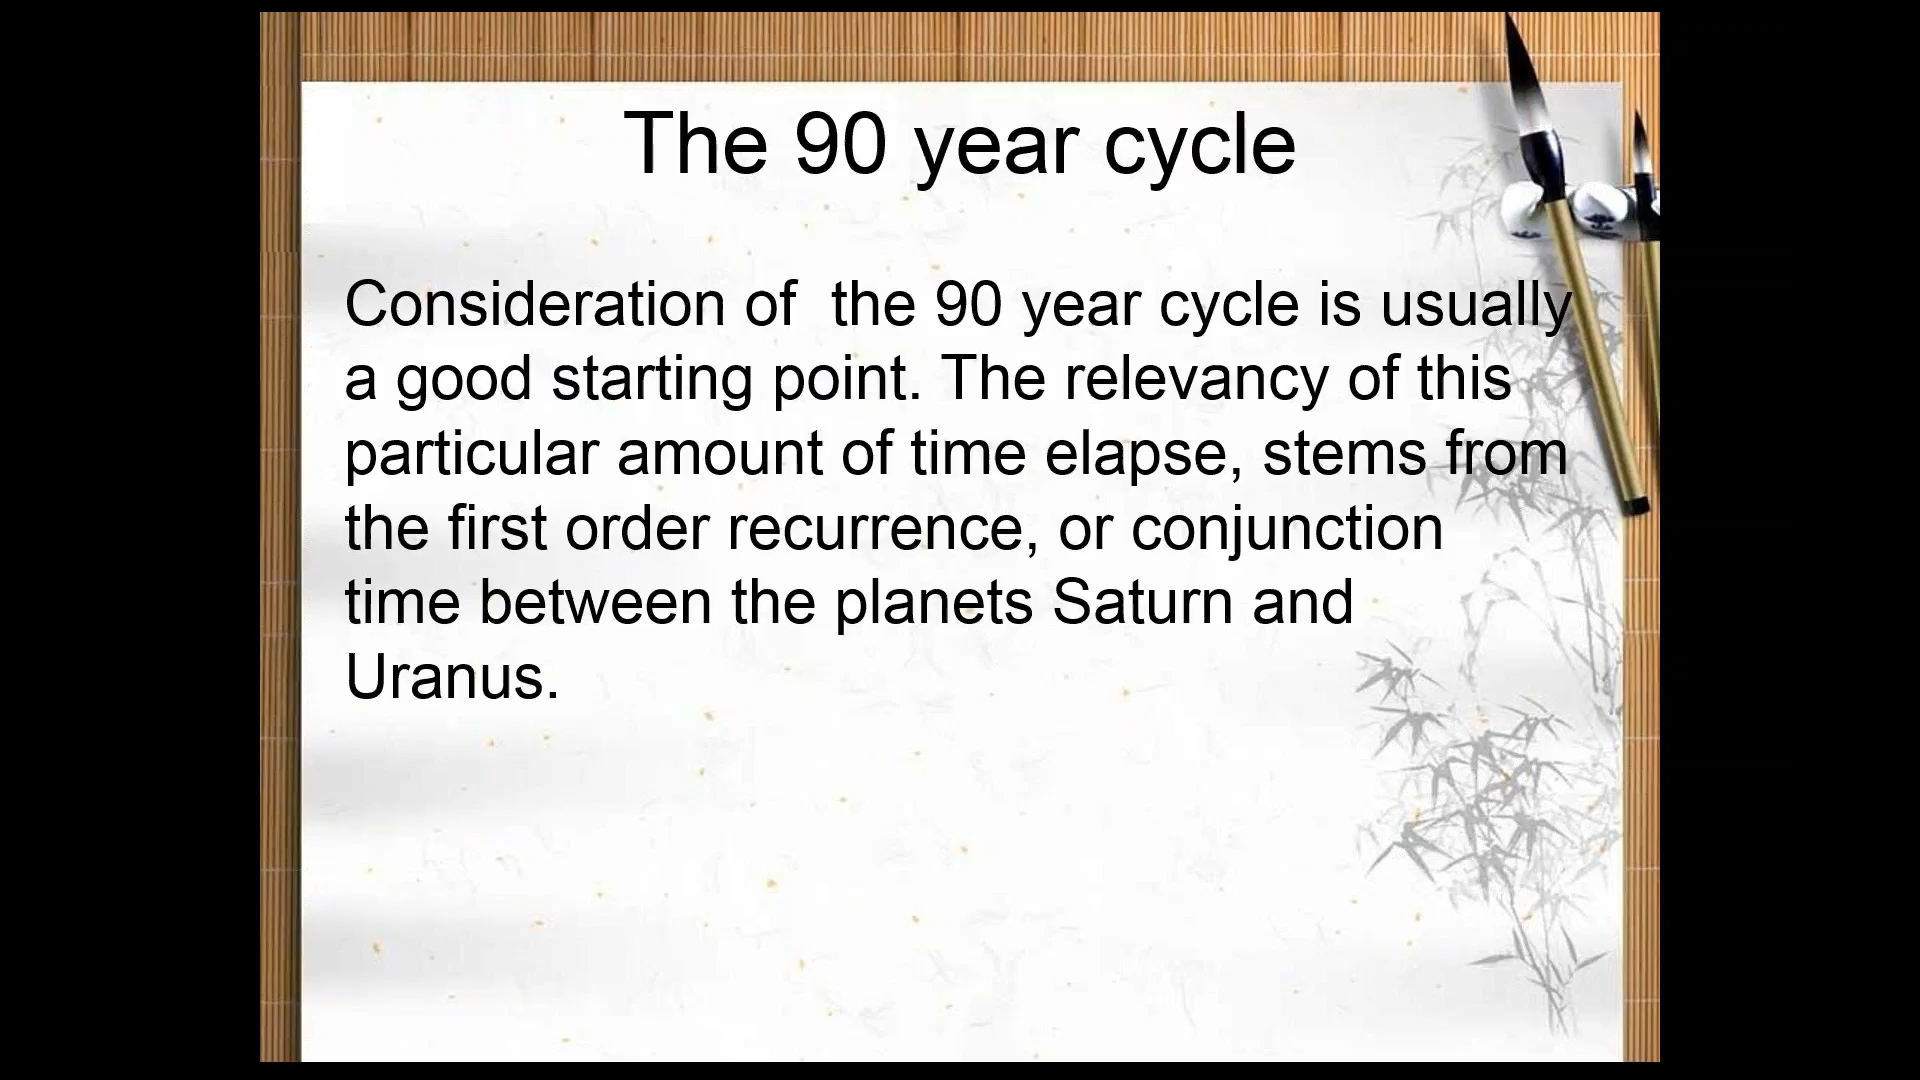 The 90 year cycle
Consideration of  the 90 year cycle is usually
a good starting point. The relevancy of this
particular amount of time elapse, stems from
the first order recurrence, or conjunction
time between the planets Saturn and
Uranus.